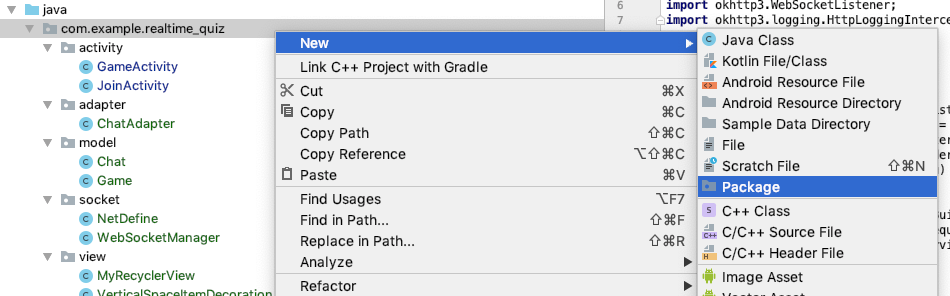 java
com.example.realtime_quiz
activity
GameActivity
JoinActivity
adapter
ChatAdapter
model
Chat
Game
socket
NetDefine
WebSocketManager
view
MyRecyclerView
VerticalSpaceItemDecoration
New
Link C++ Project with Gradle
Cut ⌘X
Copy ⌘C
Copy Path ⇧⌘C
Copy Reference ⌥⇧⌘C
Paste ⌘V
Find Usages ⌥F7
Find in Path... ⇧⌘F
Replace in Path... ⇧⌘R
Analyze
Refactor
6 import okhttp3.WebSocketListener;
7 import okhttp3.logging.HttpLoggingInterce
Java Class
Kotlin File/Class
Android Resource File
Android Resource Directory
Sample Data Directory
File
Scratch File ⇧⌘N
Package
C++ Class
C/C++ Source File
C/C++ Header File
Image Asset
Vector Asset